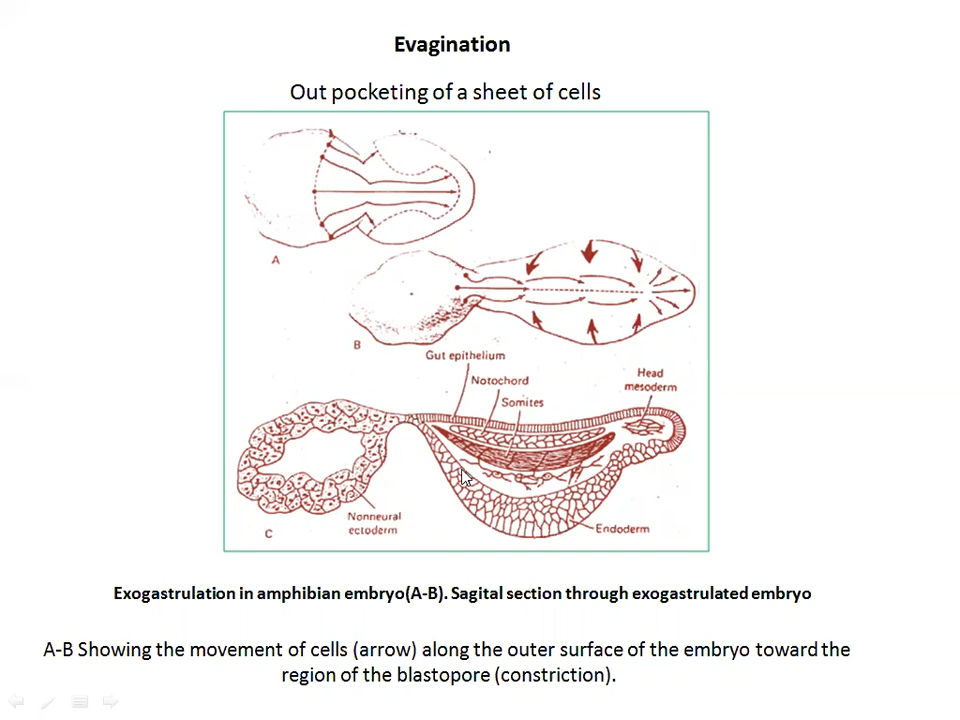 Evagination
Out pocketing of a sheet of cells
A
B
Gut epithelium
Notochord
Somites
Head
mesoderm
Nonneural
ectoderm
C
Endoderm
Exogastrulation in amphibian embryo(A-B). Sagital section through exogastrulated embryo
A-B Showing the movement of cells (arrow) along the outer surface of the embryo toward the
region of the blastopore (constriction).